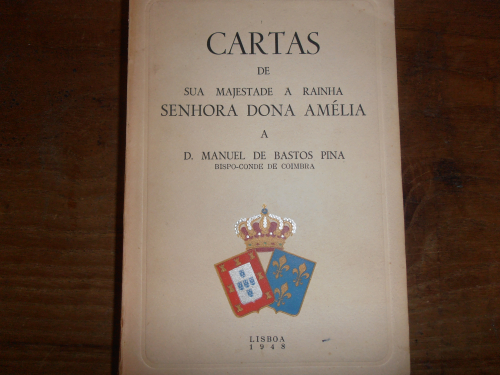 CARTAS
DE
SUA MAJESTADE A RAINHA
SENHORA DONA AMÉLIA
A
D. MANUEL DE BASTOS PINA
BISPO-CONDE DE COIMBRA
LISBOA
1948